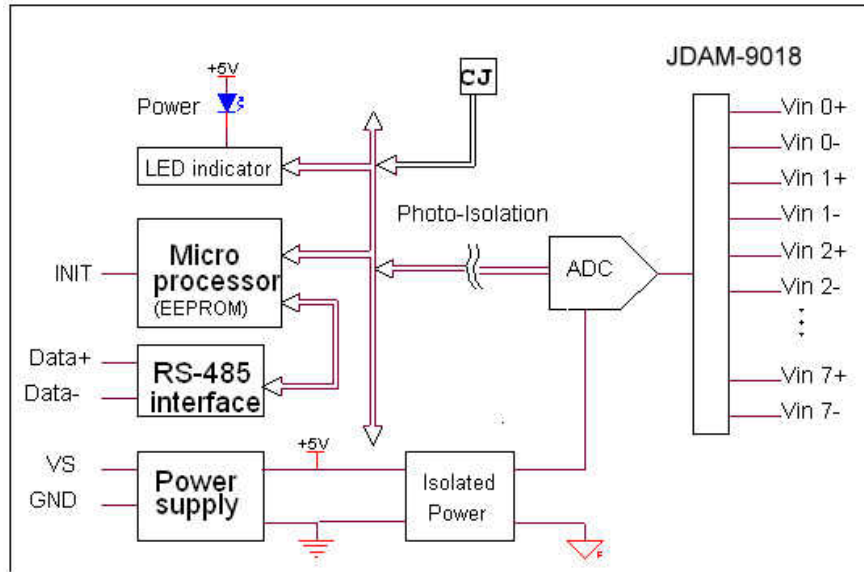 JDAM-9018
+5V
Power
LED indicator
CJ
Photo-Isolation
INIT
Micro
processor
(EEPROM)
ADC
Data+
Data-
RS-485
interface
VS
GND
Power
supply
+5V
Isolated
Power
F
Vin 0+
Vin 0-
Vin 1+
Vin 1-
Vin 2+
Vin 2-
Vin 7+
Vin 7-